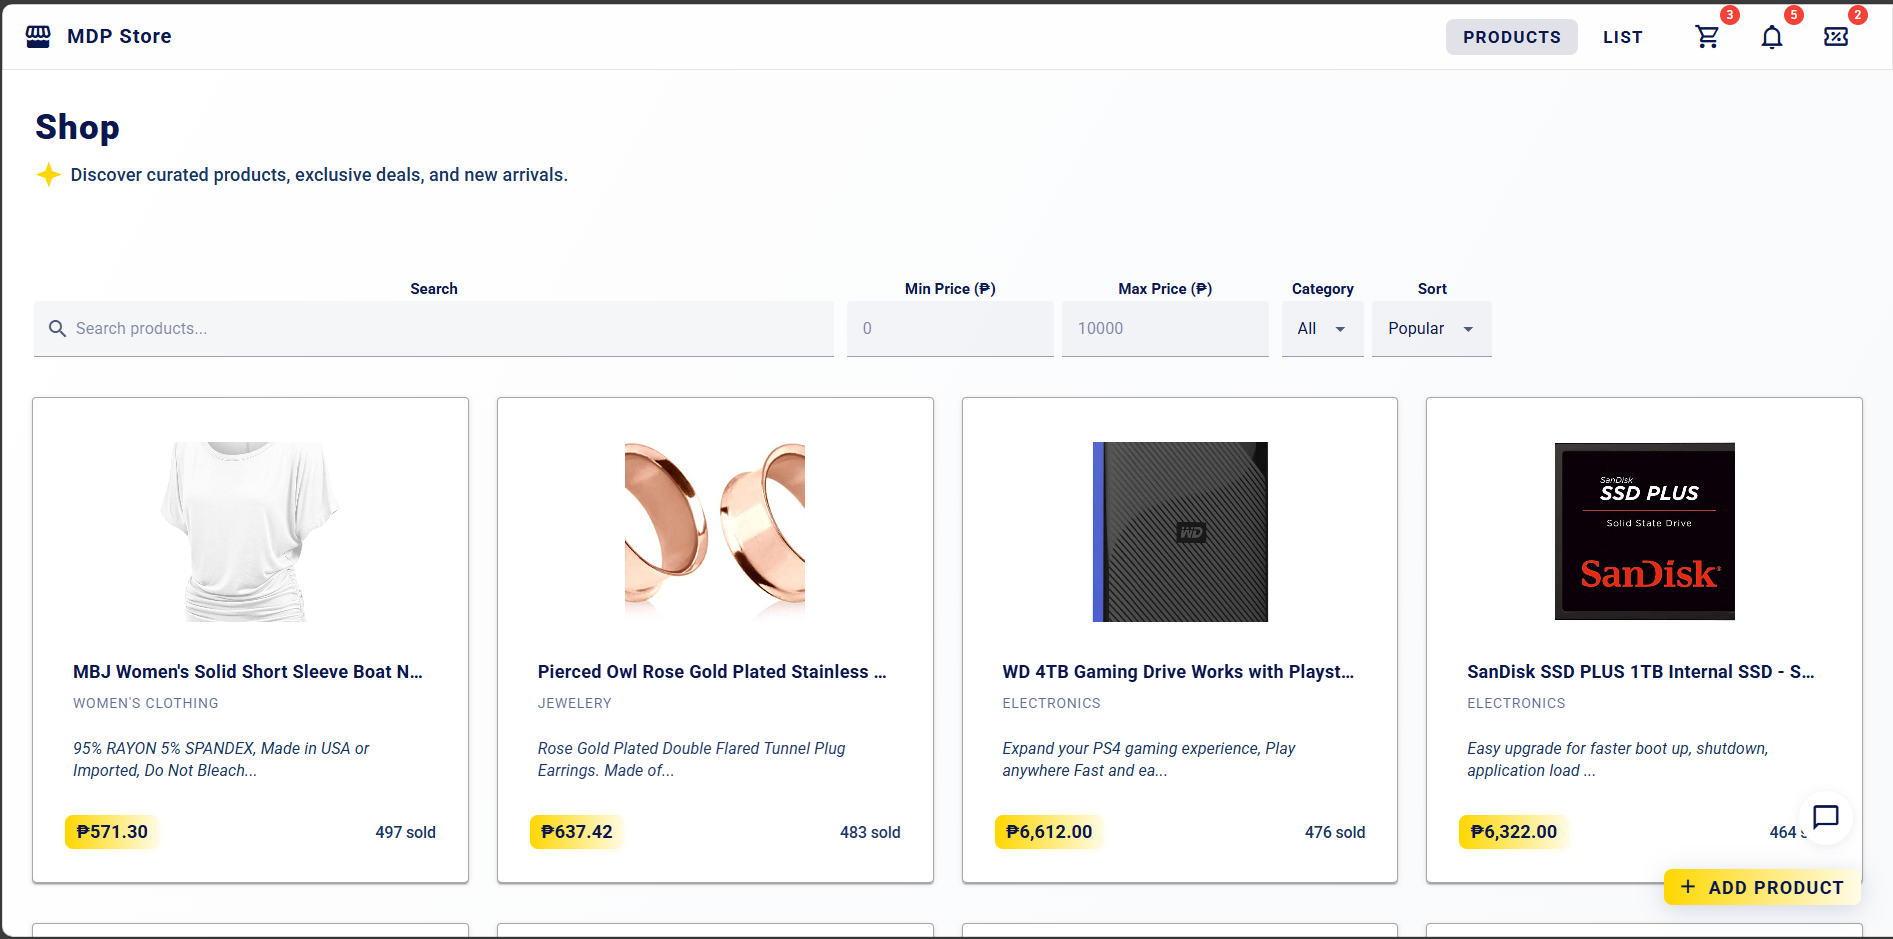 MDP Store
PRODUCTS
LIST
3
5
2
Shop
Discover curated products, exclusive deals, and new arrivals.
Search
Min Price (₱)
Max Price (₱)
Category
Sort
Search products...
0
10000
All
Popular
SanDisk
SSD PLUS
Solid State Drive
SanDisk
WD
MBJ Women's Solid Short Sleeve Boat N...
WOMEN'S CLOTHING
95% RAYON 5% SPANDEX, Made in USA or
Imported, Do Not Bleach...
₱571.30
497 sold
Pierced Owl Rose Gold Plated Stainless ...
JEWELERY
Rose Gold Plated Double Flared Tunnel Plug
Earrings. Made of...
₱637.42
483 sold
WD 4TB Gaming Drive Works with Playst...
ELECTRONICS
Expand your PS4 gaming experience, Play
anywhere Fast and ea...
₱6,612.00
476 sold
SanDisk SSD PLUS 1TB Internal SSD - S...
ELECTRONICS
Easy upgrade for faster boot up, shutdown,
application load ...
₱6,322.00
464
+ ADD PRODUCT